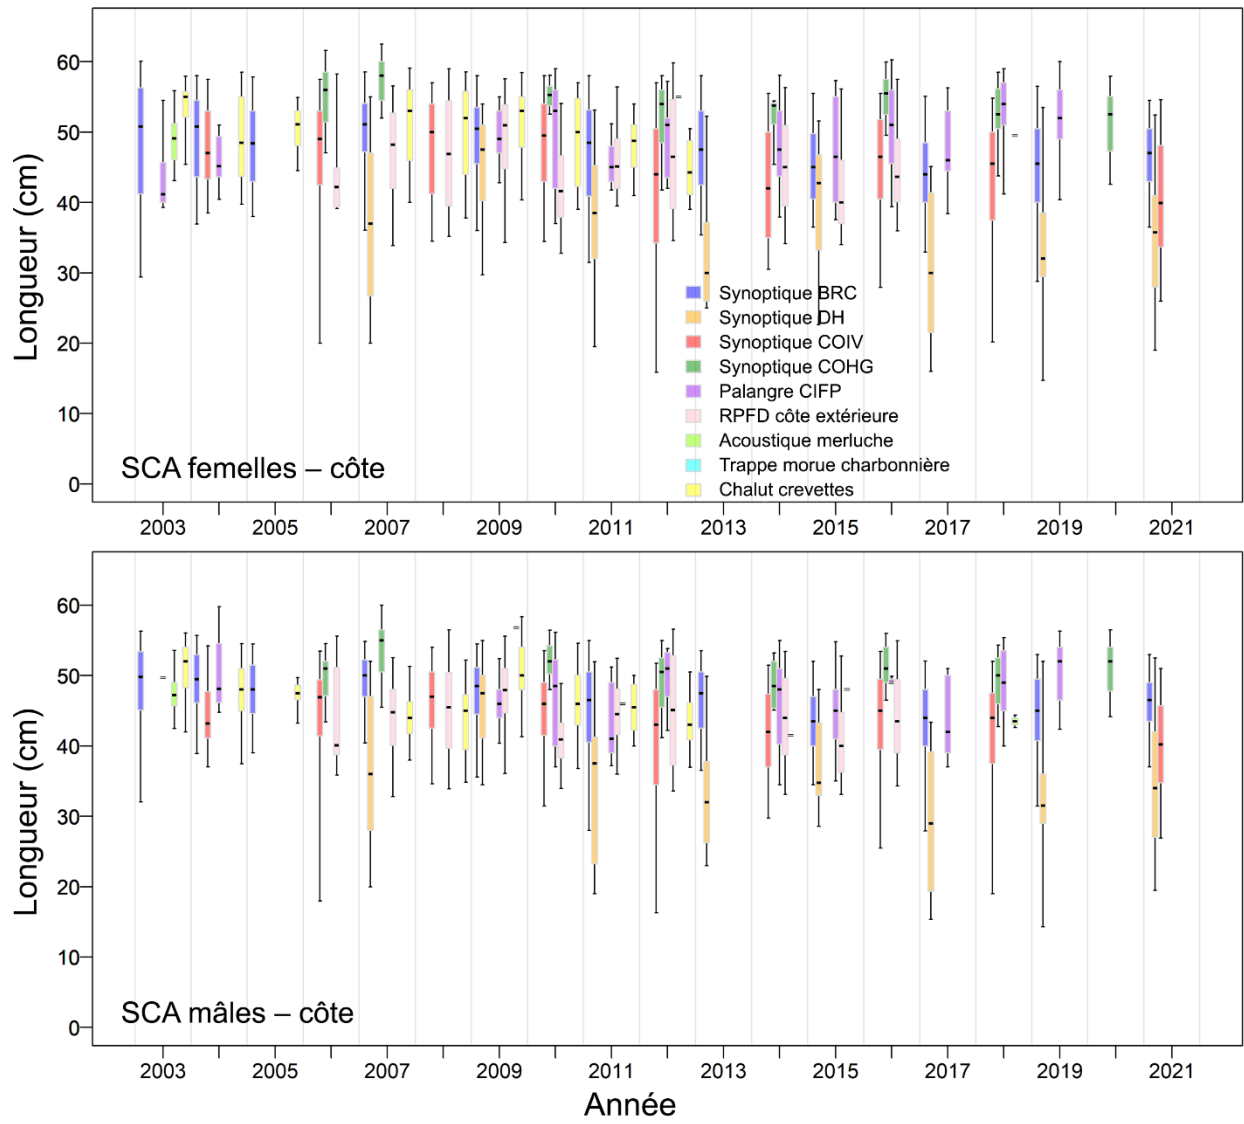 Longueur (cm)
60
50
40
30
20
10
0
Synoptique BRC
Synoptique DH
Synoptique COIV
Synoptique COHG
Palangre CIFP
RPFD côte extérieure
Acoustique merluche
Trappe morue charbonnière
Chalut crevettes
SCA femelles – côte
2003 2005 2007 2009 2011 2013 2015 2017 2019 2021
Longueur (cm)
60
50
40
30
20
10
0
SCA mâles – côte
2003 2005 2007 2009 2011 2013 2015 2017 2019 2021
Année